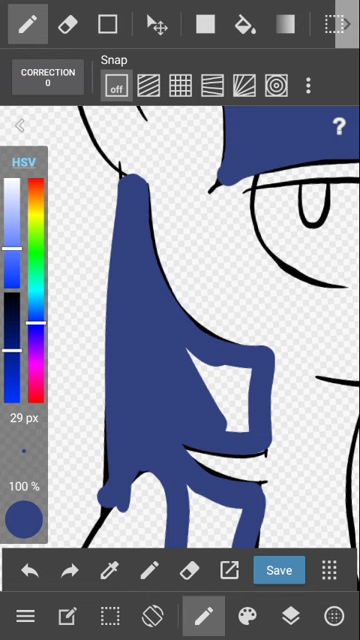 CORRECTION
0
Snap
off
?
HSV
29 px
100 %
Save